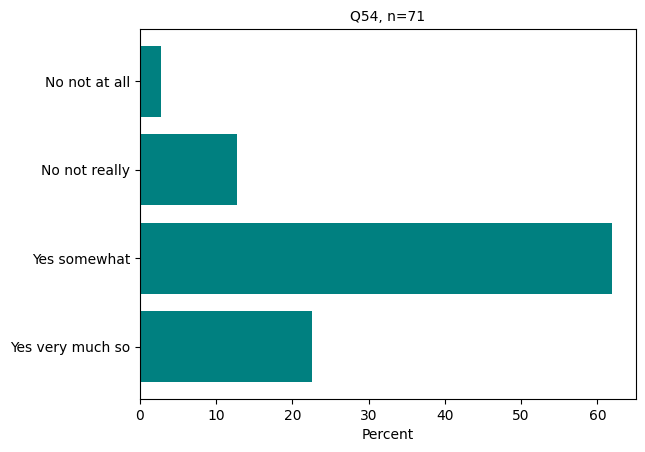 Q54, n=71
No not at all
No not really
Yes somewhat
Yes very much so
0 10 20 30 40 50 60
Percent